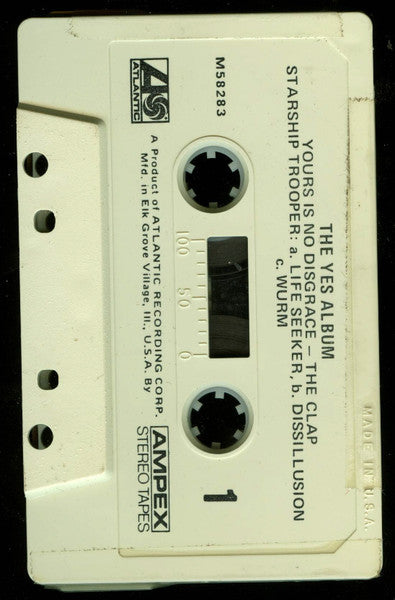 THE YES ALBUM
YOURS IS NO DISGRACE – THE CLAP
STARSHIP TROOPER: a. LIFE SEEKER, b. DISSILLUSION
c. WURM
M58283
1
100 50 0
ATLANTIC
A Product of ATLANTIC RECORDING CORP.
Mfd. in Elk Grove Village, Ill., U.S.A. By
AMPEX
STEREO TAPES
MADE IN U.S.A.